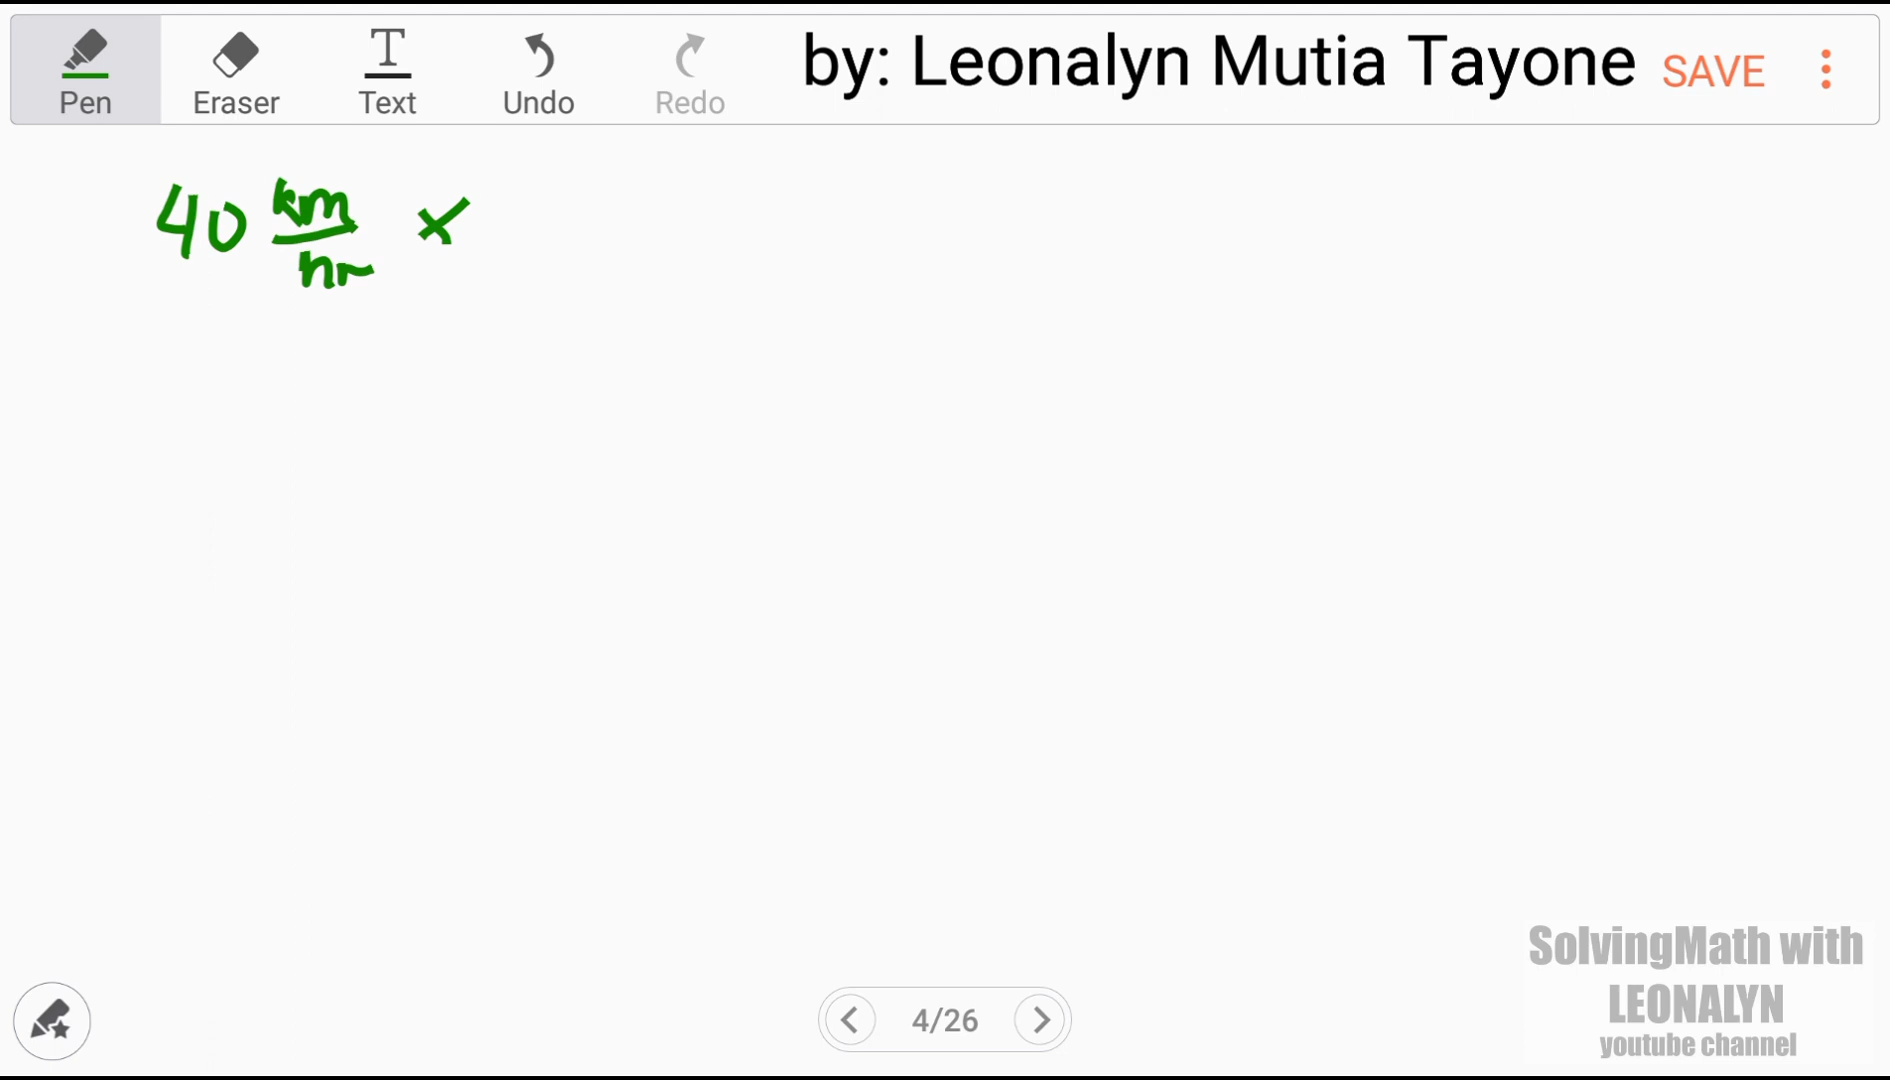 Pen Eraser Text Undo Redo by: Leonalyn Mutia Tayone SAVE
40 km/hr ×
4/26
SolvingMath with
LEONALYN
youtube channel